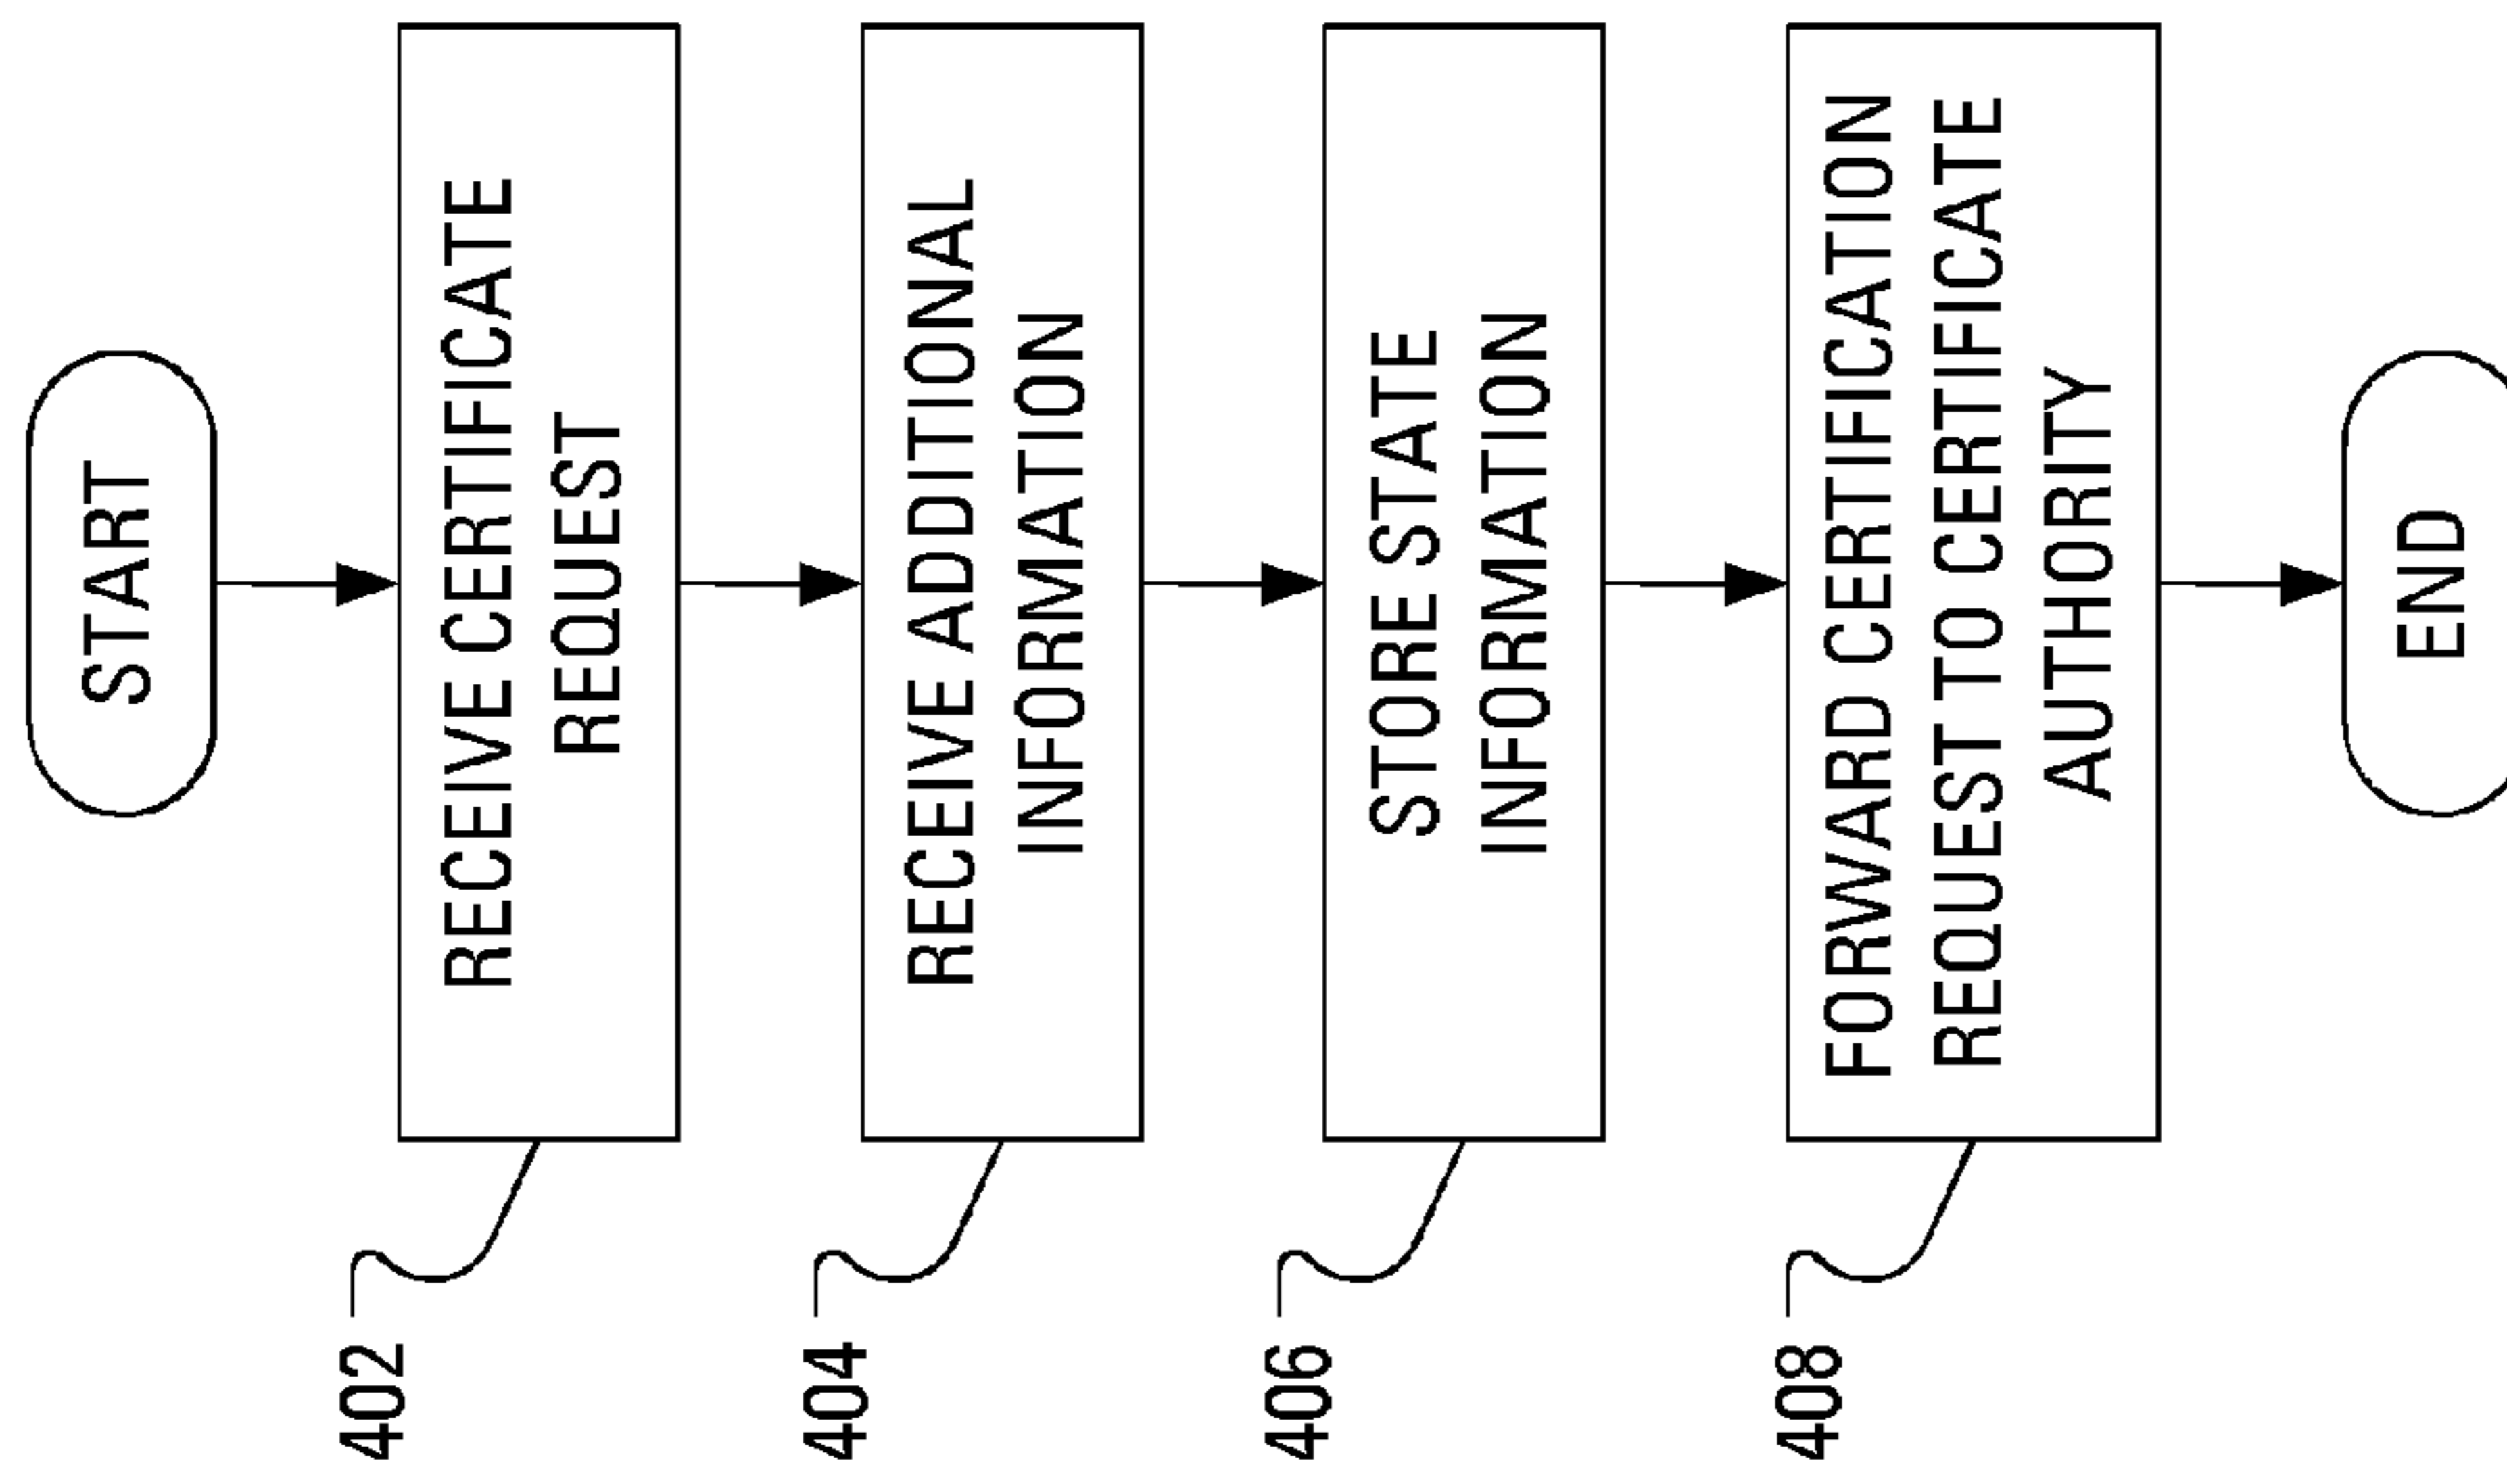 START
402
RECEIVE CERTIFICATE
REQUEST
404
RECEIVE ADDITIONAL
INFORMATION
406
STORE STATE
INFORMATION
408
FORWARD CERTIFICATION
REQUEST TO CERTIFICATE
AUTHORITY
END